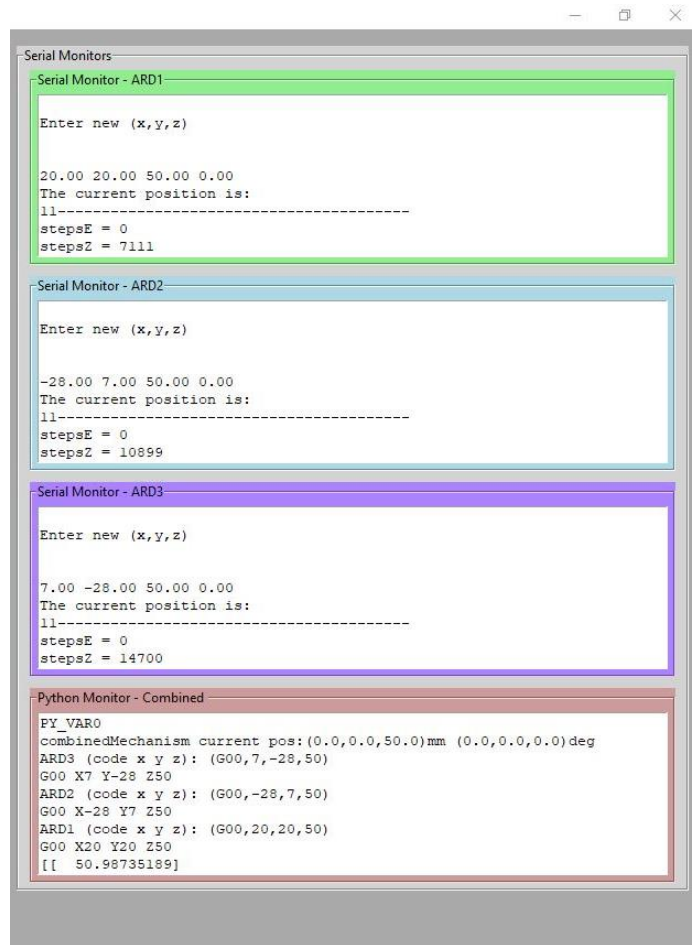 Serial Monitors
Serial Monitor - ARD1
Enter new (x,y,z)
20.00 20.00 50.00 0.00
The current position is:
11----------------------------------------
stepsE = 0
stepsZ = 7111
Serial Monitor - ARD2
Enter new (x,y,z)
-28.00 7.00 50.00 0.00
The current position is:
11----------------------------------------
stepsE = 0
stepsZ = 10899
Serial Monitor - ARD3
Enter new (x,y,z)
7.00 -28.00 50.00 0.00
The current position is:
11----------------------------------------
stepsE = 0
stepsZ = 14700
Python Monitor - Combined
PY_VAR0
combinedMechanism current pos:(0.0,0.0,50.0)mm (0.0,0.0,0.0)deg
ARD3 (code x y z): (G00,7,-28,50)
G00 X7 Y-28 Z50
ARD2 (code x y z): (G00,-28,7,50)
G00 X-28 Y7 Z50
ARD1 (code x y z): (G00,20,20,50)
G00 X20 Y20 Z50
[[  50.98735189]